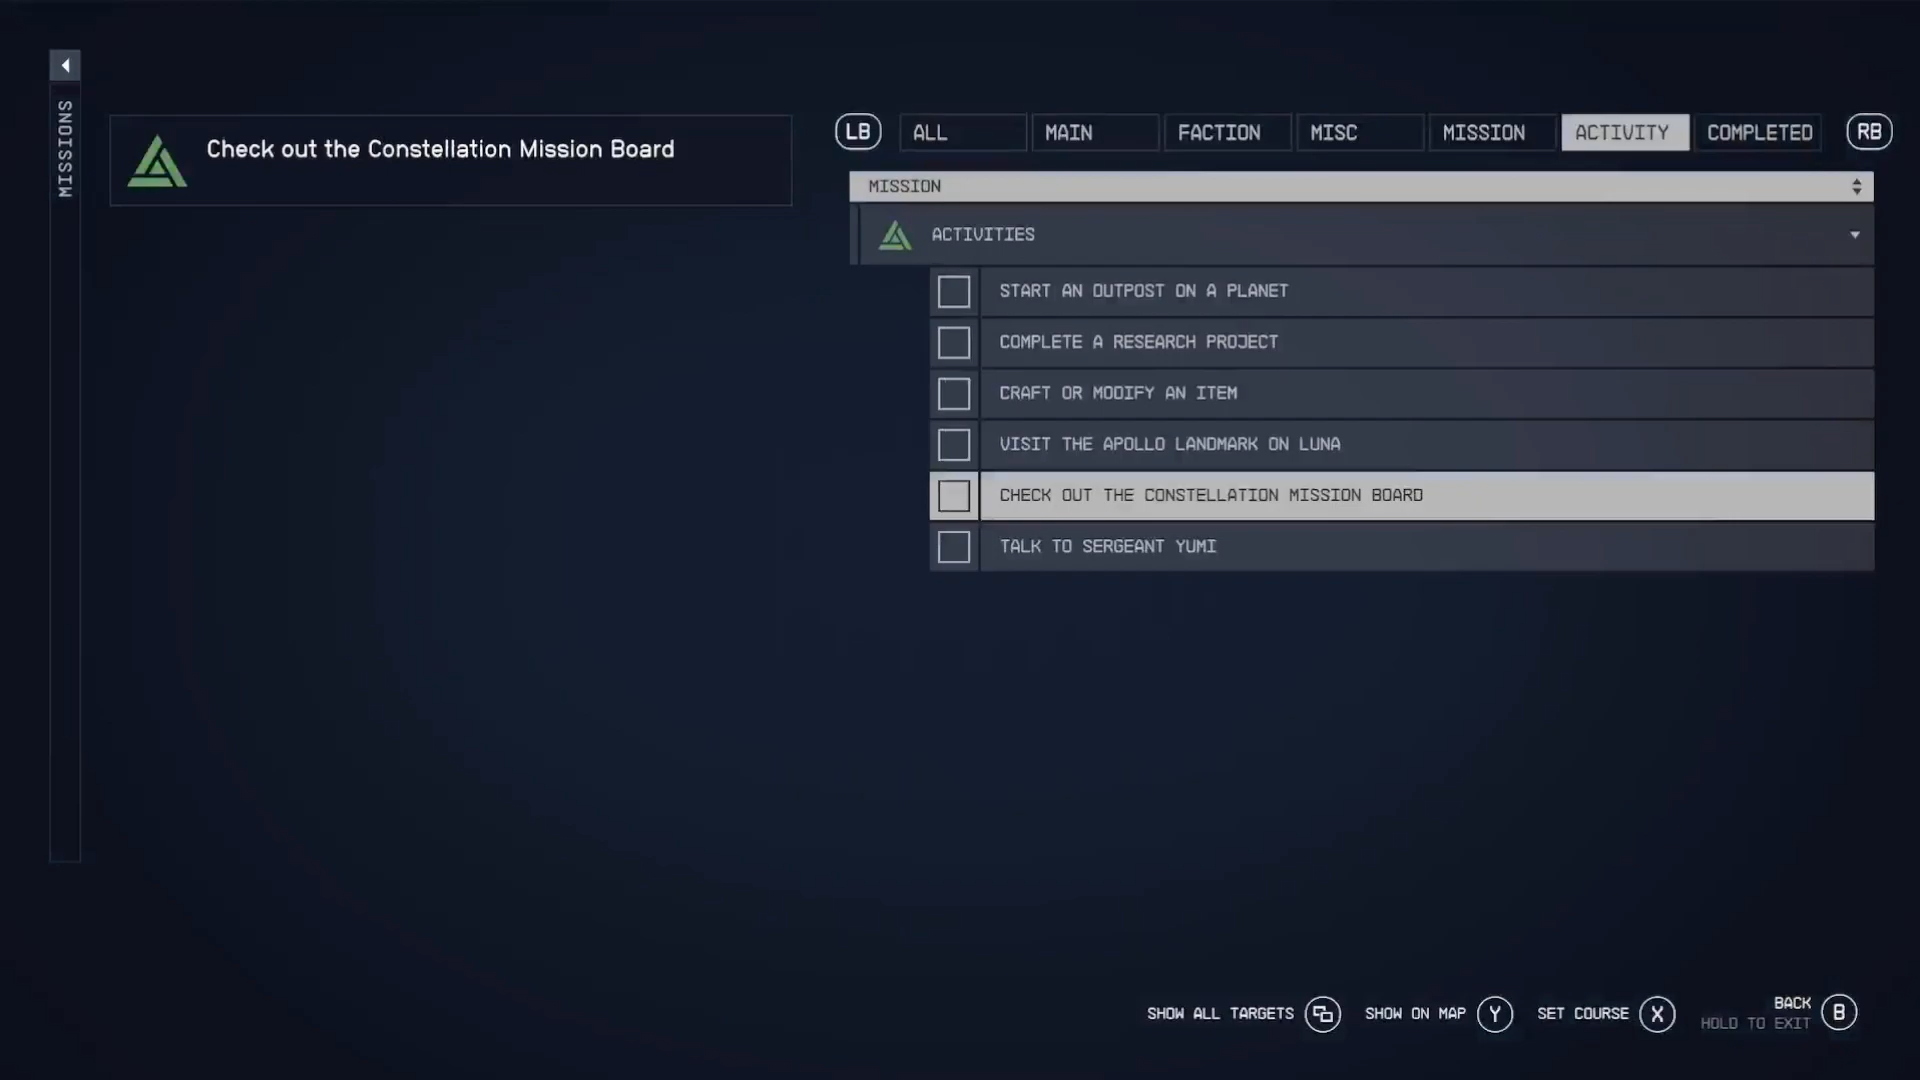 MISSIONS
Check out the Constellation Mission Board
LB ALL MAIN FACTION MISC MISSION ACTIVITY COMPLETED RB
MISSION
ACTIVITIES
START AN OUTPOST ON A PLANET
COMPLETE A RESEARCH PROJECT
CRAFT OR MODIFY AN ITEM
VISIT THE APOLLO LANDMARK ON LUNA
CHECK OUT THE CONSTELLATION MISSION BOARD
TALK TO SERGEANT YUMI
SHOW ALL TARGETS SHOW ON MAP Y SET COURSE X BACK B
HOLD TO EXIT